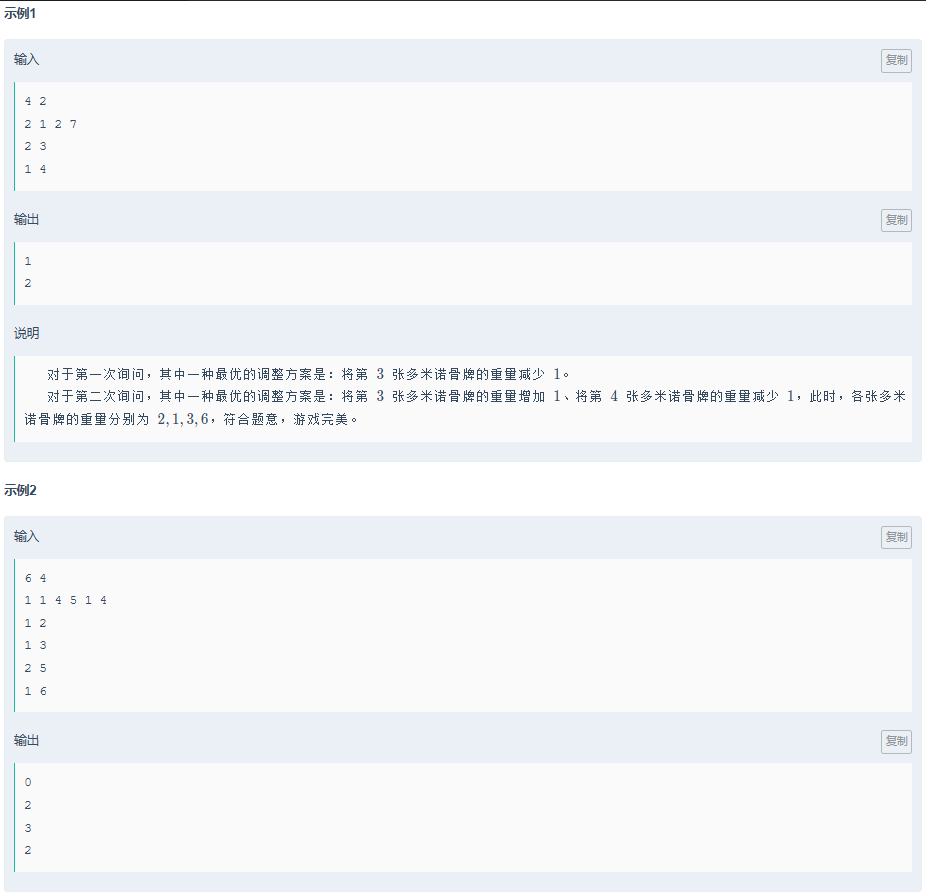 示例1
输入
复制
4 2
2 1 2 7
2 3
1 4
输出
复制
1
2
说明
对于第一次询问，其中一种最优的调整方案是：将第 3 张多米诺骨牌的重量减少 1。
对于第二次询问，其中一种最优的调整方案是：将第 3 张多米诺骨牌的重量增加 1、将第 4 张多米诺骨牌的重量减少 1，此时，各张多米
诺骨牌的重量分别为 2,1,3,6，符合题意，游戏完美。
示例2
输入
复制
6 4
1 1 4 5 1 4
1 2
1 3
2 5
1 6
输出
复制
0
2
3
2